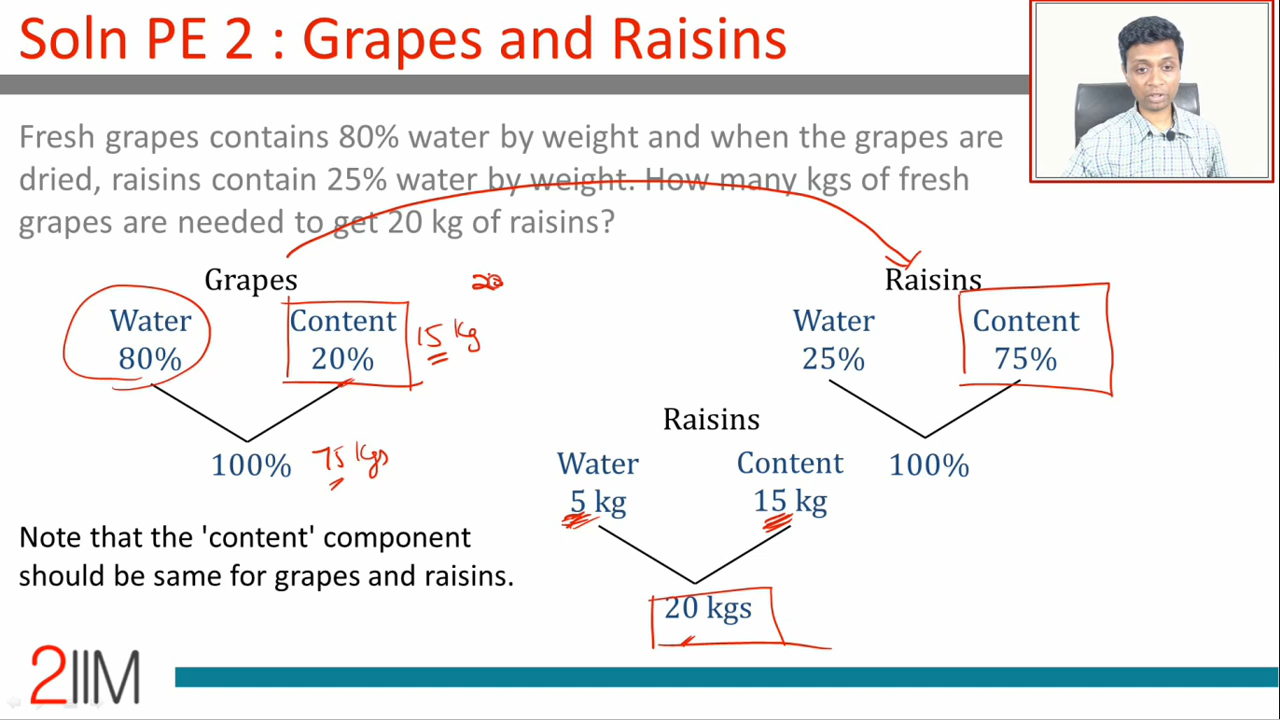 Soln PE 2 : Grapes and Raisins
Fresh grapes contains 80% water by weight and when the grapes are
dried, raisins contain 25% water by weight. How many kgs of fresh
grapes are needed to get 20 kg of raisins?
Grapes
20
Raisins
Water
Content
15 kg
Water
Content
80%
20%
25%
75%
Raisins
100%
75 kgs
Water
Content
100%
5 kg
15 kg
Note that the 'content' component
should be same for grapes and raisins.
20 kgs
2IIM